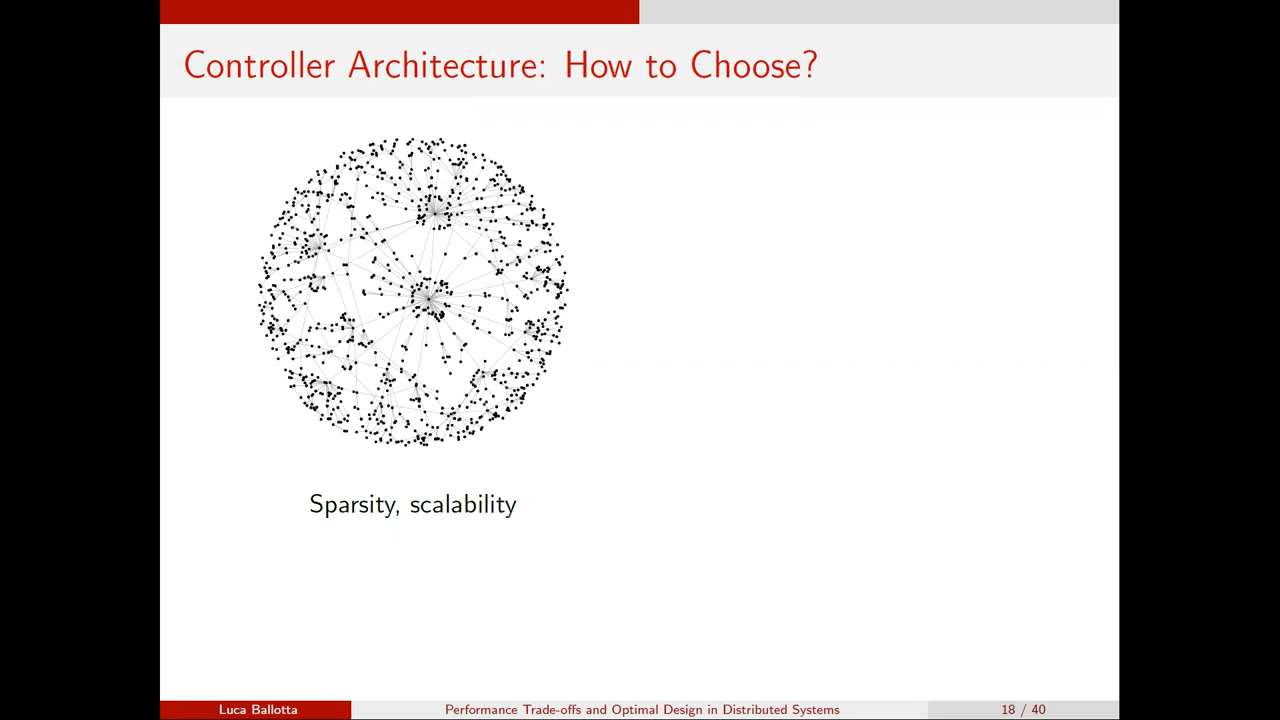 Controller Architecture: How to Choose?
Sparsity, scalability
Luca Ballotta
Performance Trade-offs and Optimal Design in Distributed Systems
18 / 40